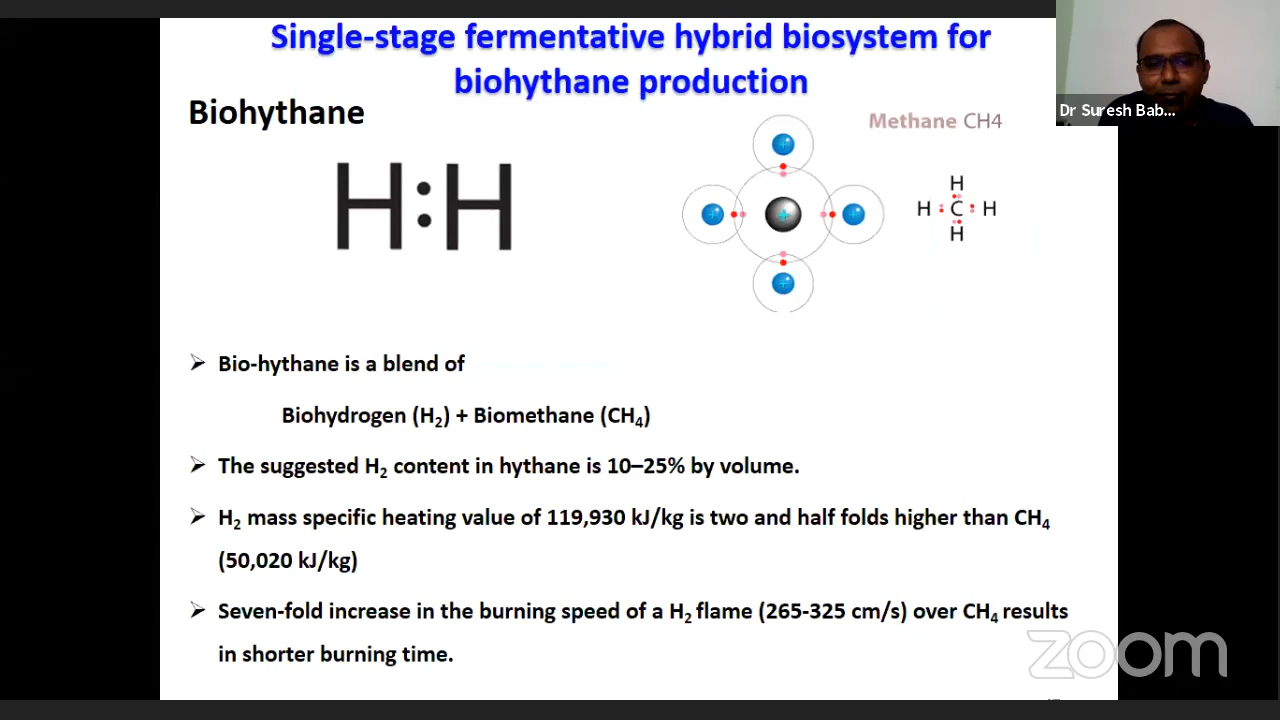 Single-stage fermentative hybrid biosystem for
biohythane production
Biohythane
H:H
Methane CH4
H
H : C : H
H
➢ Bio-hythane is a blend of
Biohydrogen (H₂) + Biomethane (CH₄)
➢ The suggested H₂ content in hythane is 10–25% by volume.
➢ H₂ mass specific heating value of 119,930 kJ/kg is two and half folds higher than CH₄
(50,020 kJ/kg)
➢ Seven-fold increase in the burning speed of a H₂ flame (265-325 cm/s) over CH₄ results
in shorter burning time.
Dr Suresh Bab...
zoom